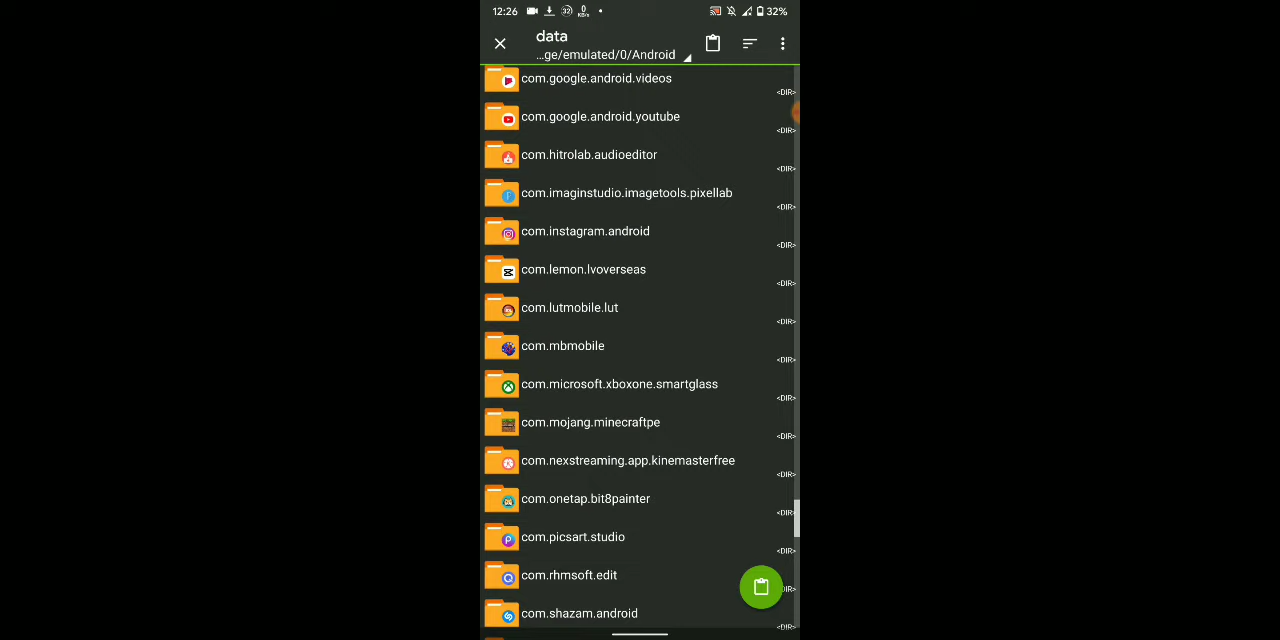 12:26 32 0 KB/s 32%
data
...ge/emulated/0/Android
com.google.android.videos
<DIR>
com.google.android.youtube
<DIR>
com.hitrolab.audioeditor
<DIR>
com.imaginstudio.imagetools.pixellab
<DIR>
com.instagram.android
<DIR>
com.lemon.lvoverseas
<DIR>
com.lutmobile.lut
<DIR>
com.mbmobile
<DIR>
com.microsoft.xboxone.smartglass
<DIR>
com.mojang.minecraftpe
<DIR>
com.nexstreaming.app.kinemasterfree
<DIR>
com.onetap.bit8painter
<DIR>
com.picsart.studio
<DIR>
com.rhmsoft.edit
DIR>
com.shazam.android
<DIR>